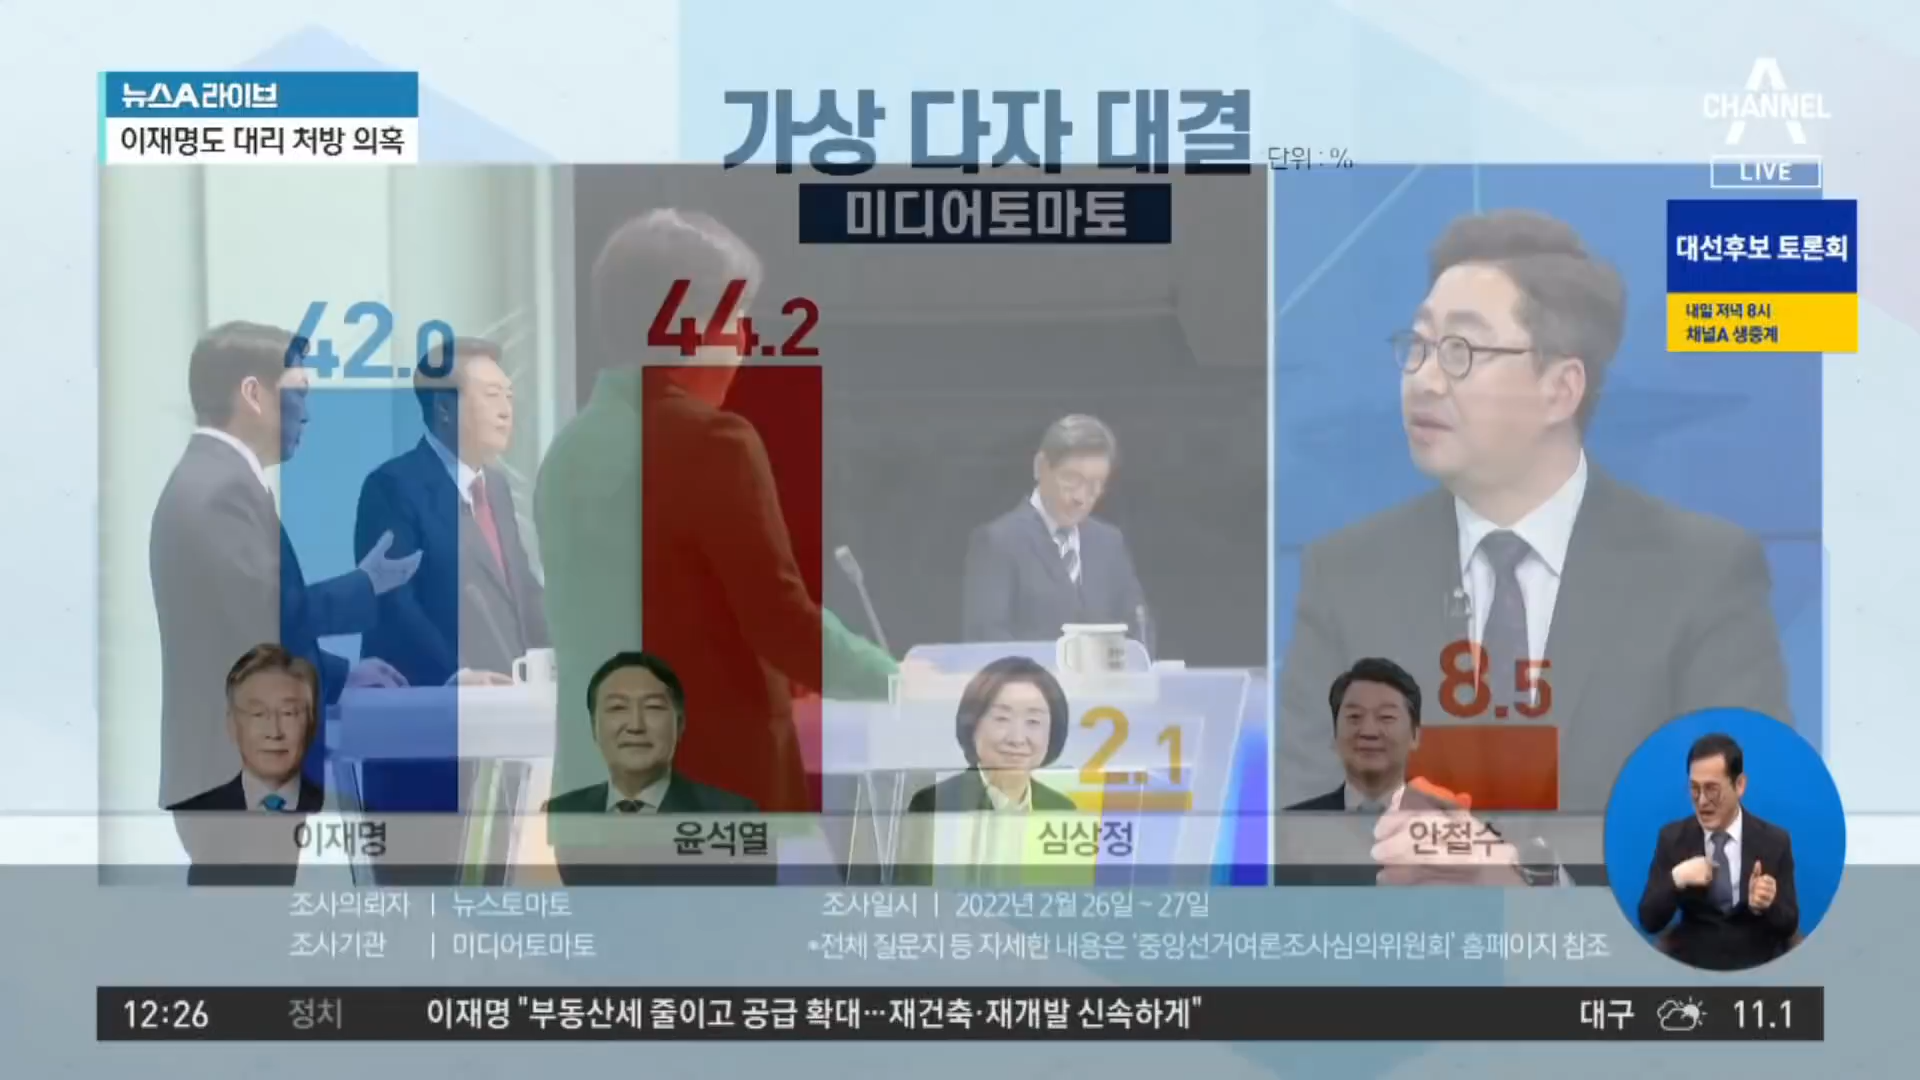 뉴스A 라이브
이재명도 대리 처방 의혹
가상 다자 대결
단위 : %
미디어토마토
CHANNEL A
LIVE
대선후보 토론회
내일 저녁 8시
채널A 생중계
42.0
44.2
2.1
8.5
이재명
윤석열
심상정
안철수
조사의뢰자 | 뉴스토마토
조사일시 | 2022년 2월 26일 ~ 27일
조사기관 | 미디어토마토
*전체 질문지 등 자세한 내용은 '중앙선거여론조사심의위원회' 홈페이지 참조
12:26 정치 이재명 "부동산세 줄이고 공급 확대…재건축·재개발 신속하게" 대구 11.1